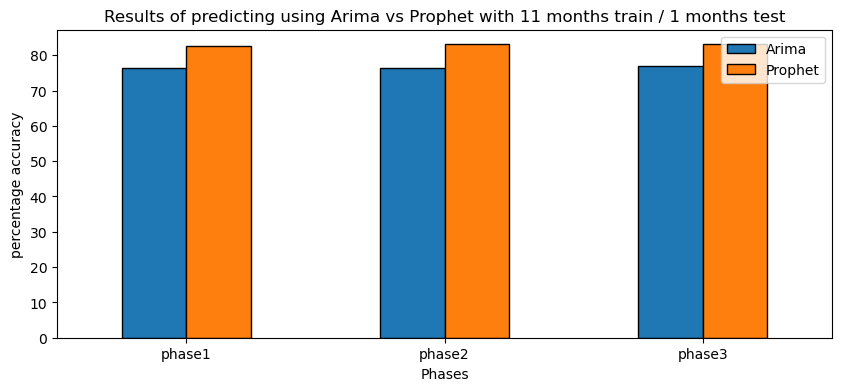 Results of predicting using Arima vs Prophet with 11 months train / 1 months test
Arima
Prophet
percentage accuracy
80
70
60
50
40
30
20
10
0
phase1
phase2
phase3
Phases